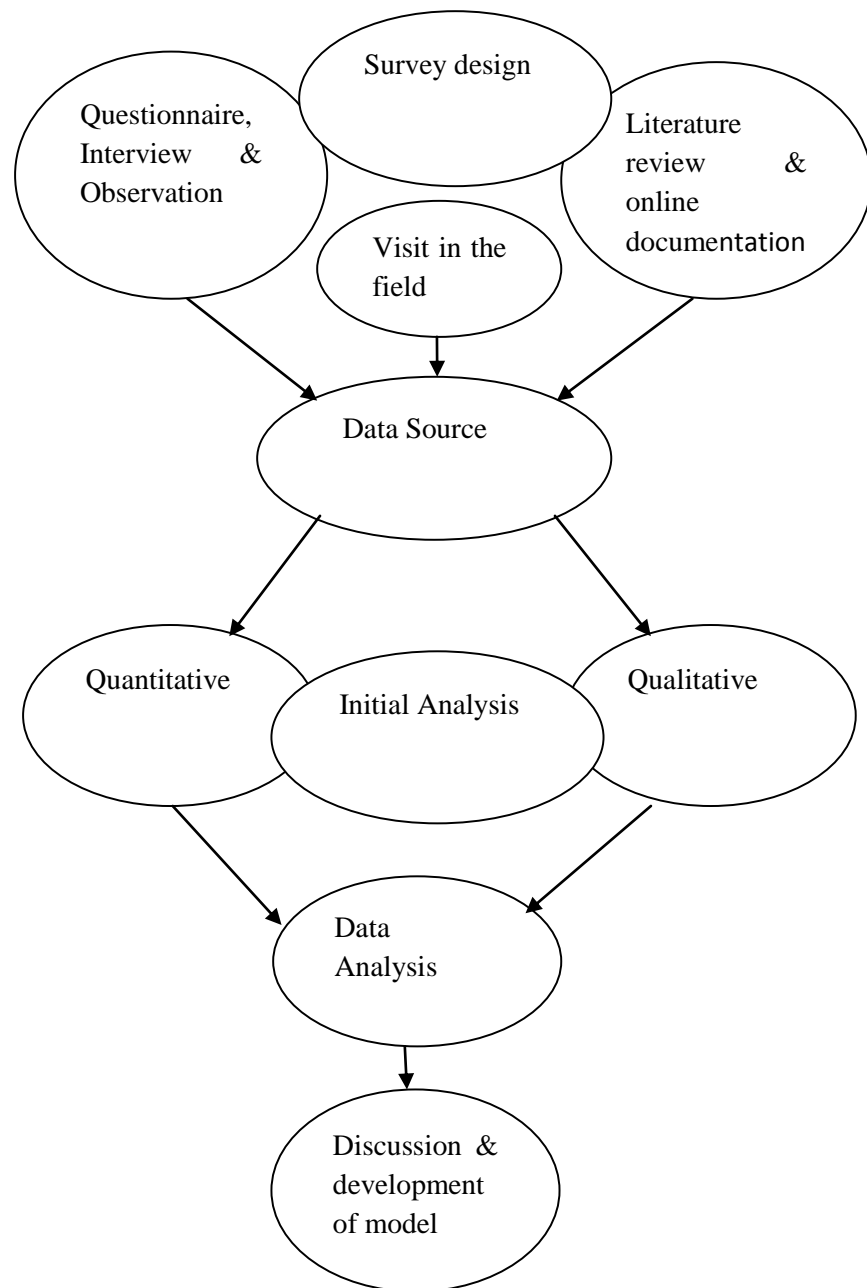 Survey design
Questionnaire,
Interview &
Observation
Literature
review &
online
documentation
Visit in the
field
Data Source
Quantitative
Initial Analysis
Qualitative
Data
Analysis
Discussion &
development
of model